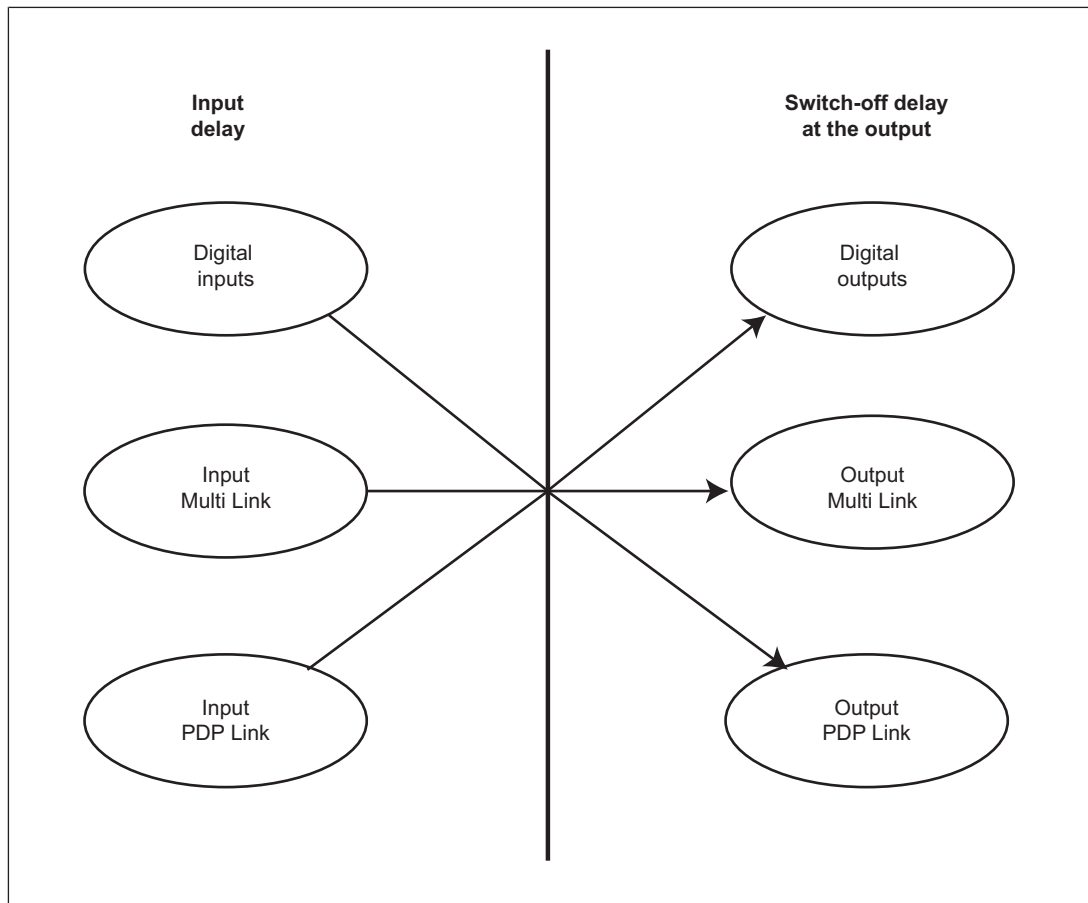 Input
delay
Switch-off delay
at the output
Digital
inputs
Digital
outputs
Input
Multi Link
Output
Multi Link
Input
PDP Link
Output
PDP Link